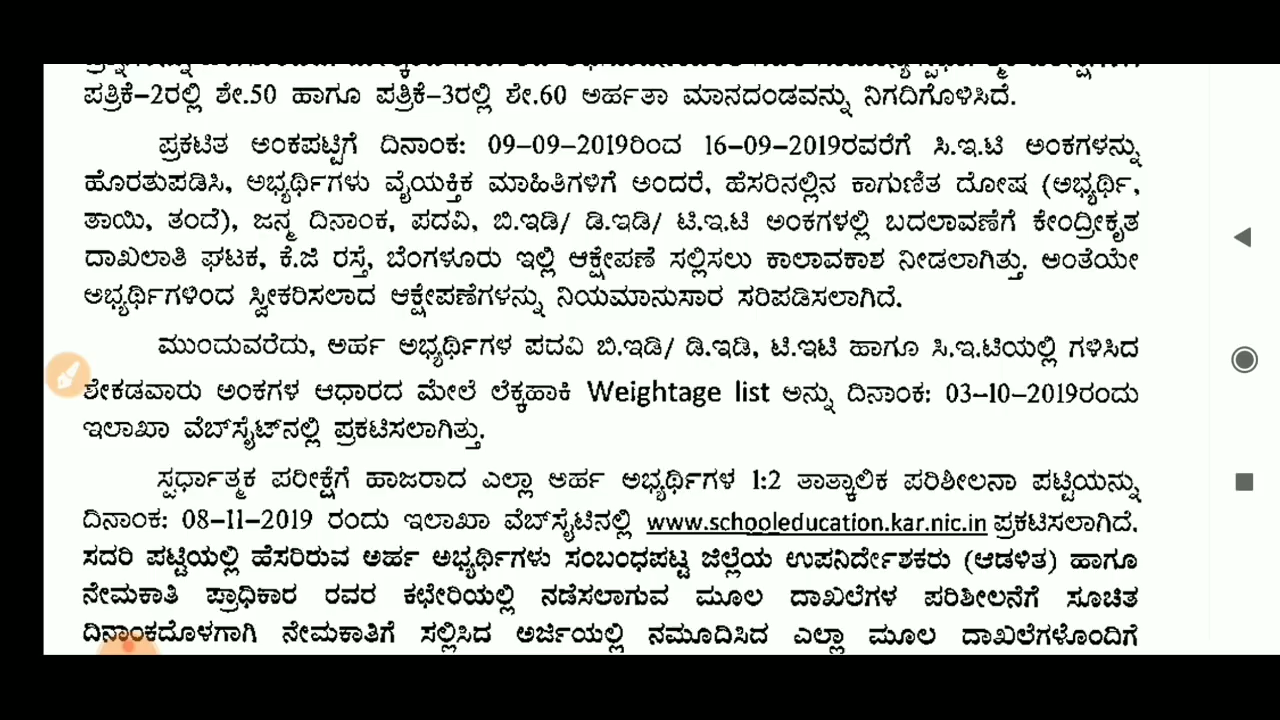 ಪತ್ರಿಕೆ-2ರಲ್ಲಿ ಶೇ.50 ಹಾಗೂ ಪತ್ರಿಕೆ-3ರಲ್ಲಿ ಶೇ.60 ಅರ್ಹತಾ ಮಾನದಂಡವನ್ನು ನಿಗದಿಗೊಳಿಸಿದೆ.
ಪ್ರಕಟಿತ ಅಂಕಪಟ್ಟಿಗೆ ದಿನಾಂಕ: 09-09-2019ರಿಂದ 16-09-2019ರವರೆಗೆ ಸಿ.ಇ.ಟಿ ಅಂಕಗಳನ್ನು
ಹೊರತುಪಡಿಸಿ, ಅಭ್ಯರ್ಥಿಗಳು ವೈಯಕ್ತಿಕ ಮಾಹಿತಿಗಳಿಗೆ ಅಂದರೆ, ಹೆಸರಿನಲ್ಲಿನ ಕಾಗುಣಿತ ದೋಷ (ಅಭ್ಯರ್ಥಿ,
ತಾಯಿ, ತಂದೆ), ಜನ್ಮ ದಿನಾಂಕ, ಪದವಿ, ಬಿ.ಇಡಿ/ ಡಿ.ಇಡಿ/ ಟಿ.ಇ.ಟಿ ಅಂಕಗಳಲ್ಲಿ ಬದಲಾವಣೆಗೆ ಕೇಂದ್ರೀಕೃತ
ದಾಖಲಾತಿ ಘಟಕ, ಕೆ.ಜಿ ರಸ್ತೆ, ಬೆಂಗಳೂರು ಇಲ್ಲಿ ಆಕ್ಷೇಪಣೆ ಸಲ್ಲಿಸಲು ಕಾಲಾವಕಾಶ ನೀಡಲಾಗಿತ್ತು. ಅಂತೆಯೇ
ಅಭ್ಯರ್ಥಿಗಳಿಂದ ಸ್ವೀಕರಿಸಲಾದ ಆಕ್ಷೇಪಣೆಗಳನ್ನು ನಿಯಮಾನುಸಾರ ಸರಿಪಡಿಸಲಾಗಿದೆ.
ಮುಂದುವರೆದು, ಅರ್ಹ ಅಭ್ಯರ್ಥಿಗಳ ಪದವಿ ಬಿ.ಇಡಿ/ ಡಿ.ಇಡಿ, ಟಿ.ಇಟಿ ಹಾಗೂ ಸಿ.ಇ.ಟಿಯಲ್ಲಿ ಗಳಿಸಿದ
ಶೇಕಡವಾರು ಅಂಕಗಳ ಆಧಾರದ ಮೇಲೆ ಲೆಕ್ಕಹಾಕಿ Weightage list ಅನ್ನು ದಿನಾಂಕ: 03-10-2019ರಂದು
ಇಲಾಖಾ ವೆಬ್‌ಸೈಟ್‌ನಲ್ಲಿ ಪ್ರಕಟಿಸಲಾಗಿತ್ತು.
ಸ್ಪರ್ಧಾತ್ಮಕ ಪರೀಕ್ಷೆಗೆ ಹಾಜರಾದ ಎಲ್ಲಾ ಅರ್ಹ ಅಭ್ಯರ್ಥಿಗಳ 1:2 ತಾತ್ಕಾಲಿಕ ಪರಿಶೀಲನಾ ಪಟ್ಟಿಯನ್ನು
ದಿನಾಂಕ: 08-11-2019 ರಂದು ಇಲಾಖಾ ವೆಬ್‌ಸೈಟಿನಲ್ಲಿ www.schooleducation.kar.nic.in ಪ್ರಕಟಿಸಲಾಗಿದೆ.
ಸದರಿ ಪಟ್ಟಿಯಲ್ಲಿ ಹೆಸರಿರುವ ಅರ್ಹ ಅಭ್ಯರ್ಥಿಗಳು ಸಂಬಂಧಪಟ್ಟ ಜಿಲ್ಲೆಯ ಉಪನಿರ್ದೇಶಕರು (ಆಡಳಿತ) ಹಾಗೂ
ನೇಮಕಾತಿ ಪ್ರಾಧಿಕಾರ ರವರ ಕಛೇರಿಯಲ್ಲಿ ನಡೆಸಲಾಗುವ ಮೂಲ ದಾಖಲೆಗಳ ಪರಿಶೀಲನೆಗೆ ಸೂಚಿತ
ದಿನಾಂಕದೊಳಗಾಗಿ ನೇಮಕಾತಿಗೆ ಸಲ್ಲಿಸಿದ ಅರ್ಜಿಯಲ್ಲಿ ನಮೂದಿಸಿದ ಎಲ್ಲಾ ಮೂಲ ದಾಖಲೆಗಳೊಂದಿಗೆ